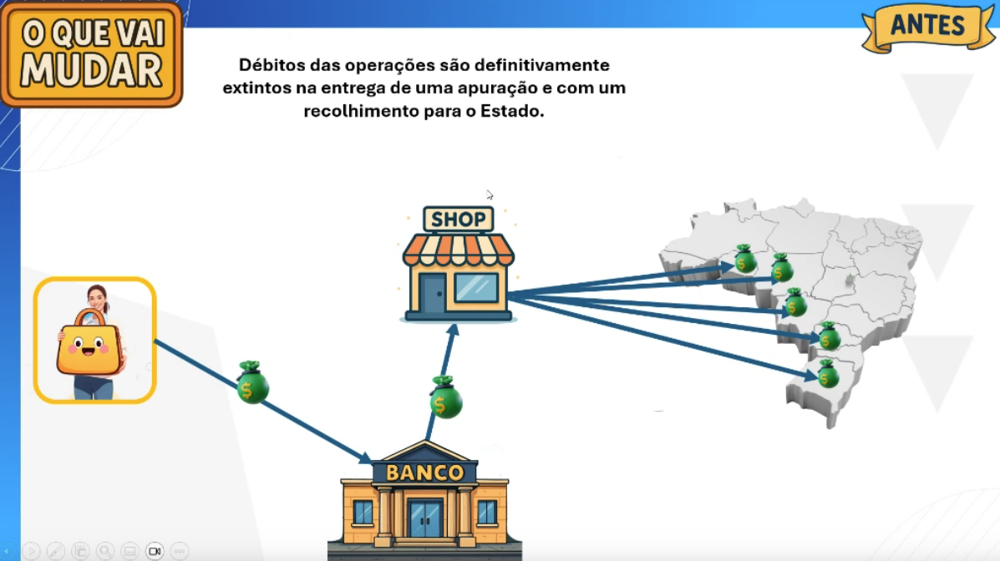 O QUE VAI
MUDAR
ANTES
Débitos das operações são definitivamente
extintos na entrega de uma apuração e com um
recolhimento para o Estado.
SHOP
$
$
$
$
$
$
$
BANCO